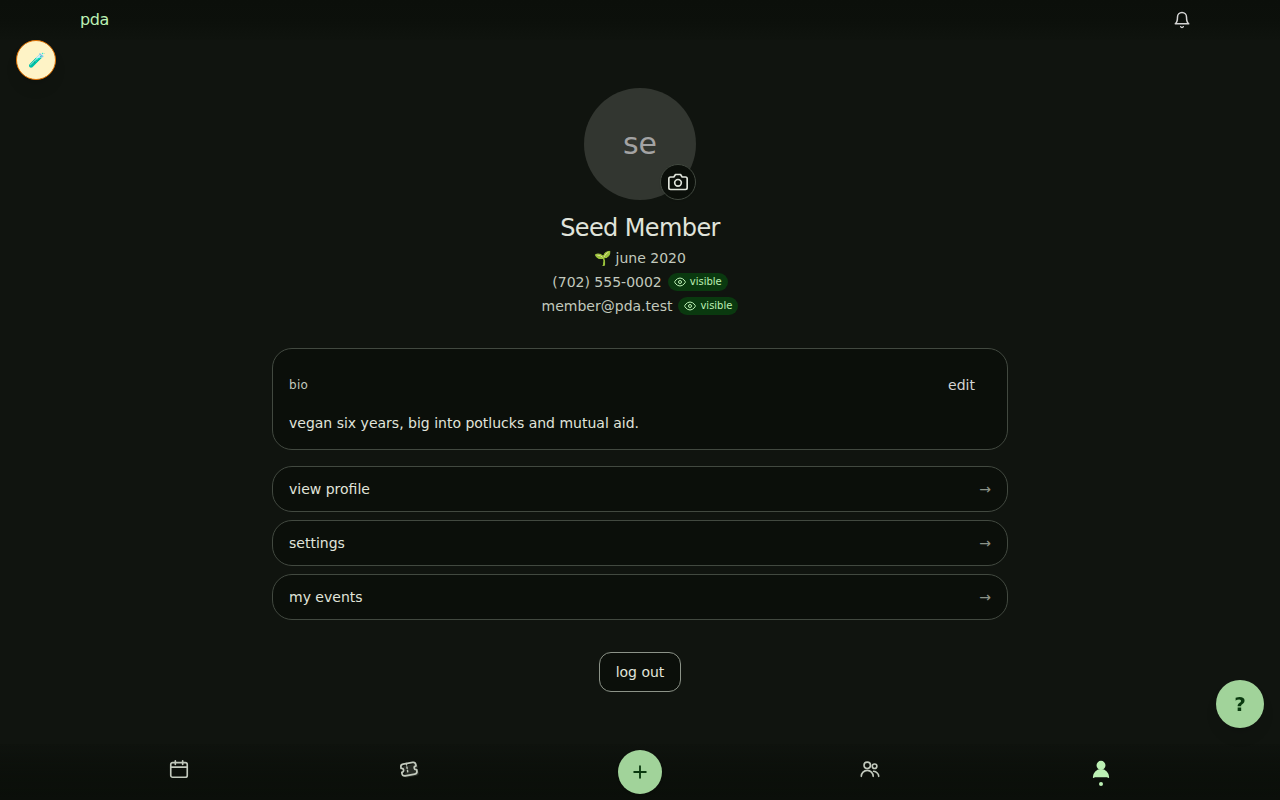 pda
se
Seed Member
🌱 june 2020
(702) 555-0002 visible
member@pda.test visible
bio edit
vegan six years, big into potlucks and mutual aid.
view profile →
settings →
my events →
log out
?